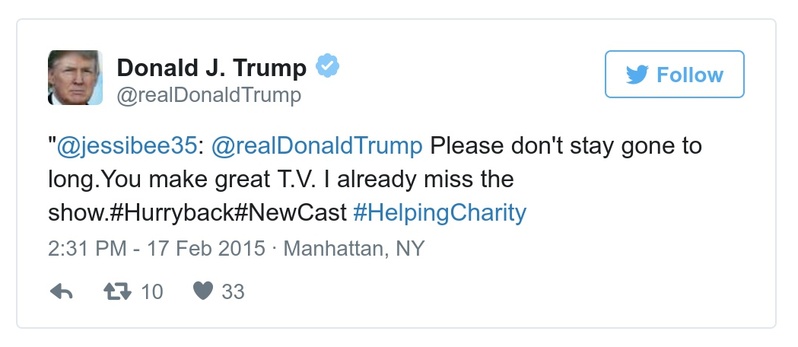 Donald J. Trump
@realDonaldTrump
Follow
"@jessibee35: @realDonaldTrump Please don't stay gone to
long.You make great T.V. I already miss the
show.#Hurryback#NewCast #HelpingCharity
2:31 PM - 17 Feb 2015 · Manhattan, NY
10 33